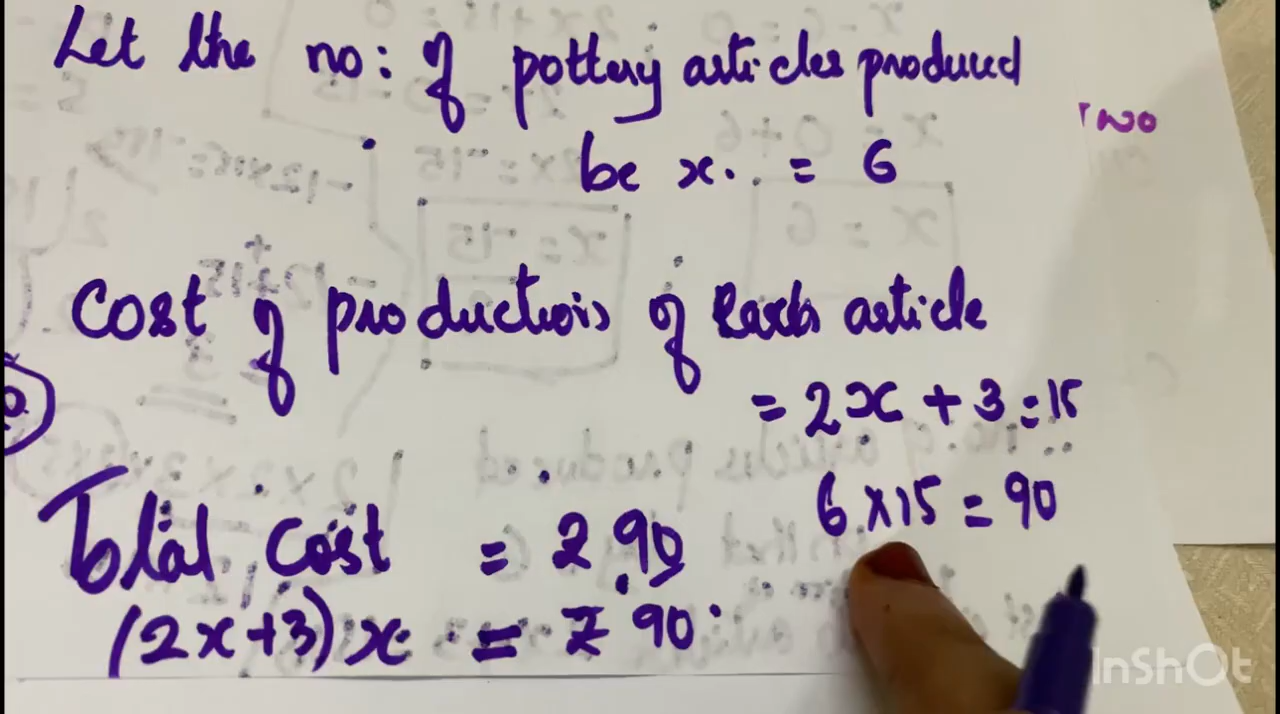 Let the no: of pottery articles produced
be x. = 6
Two
Cost of production of each article
= 2x + 3 = 15
6 x 15 = 90
Total cost = ₹ 90
(2x+3)x = ₹ 90
InShOt